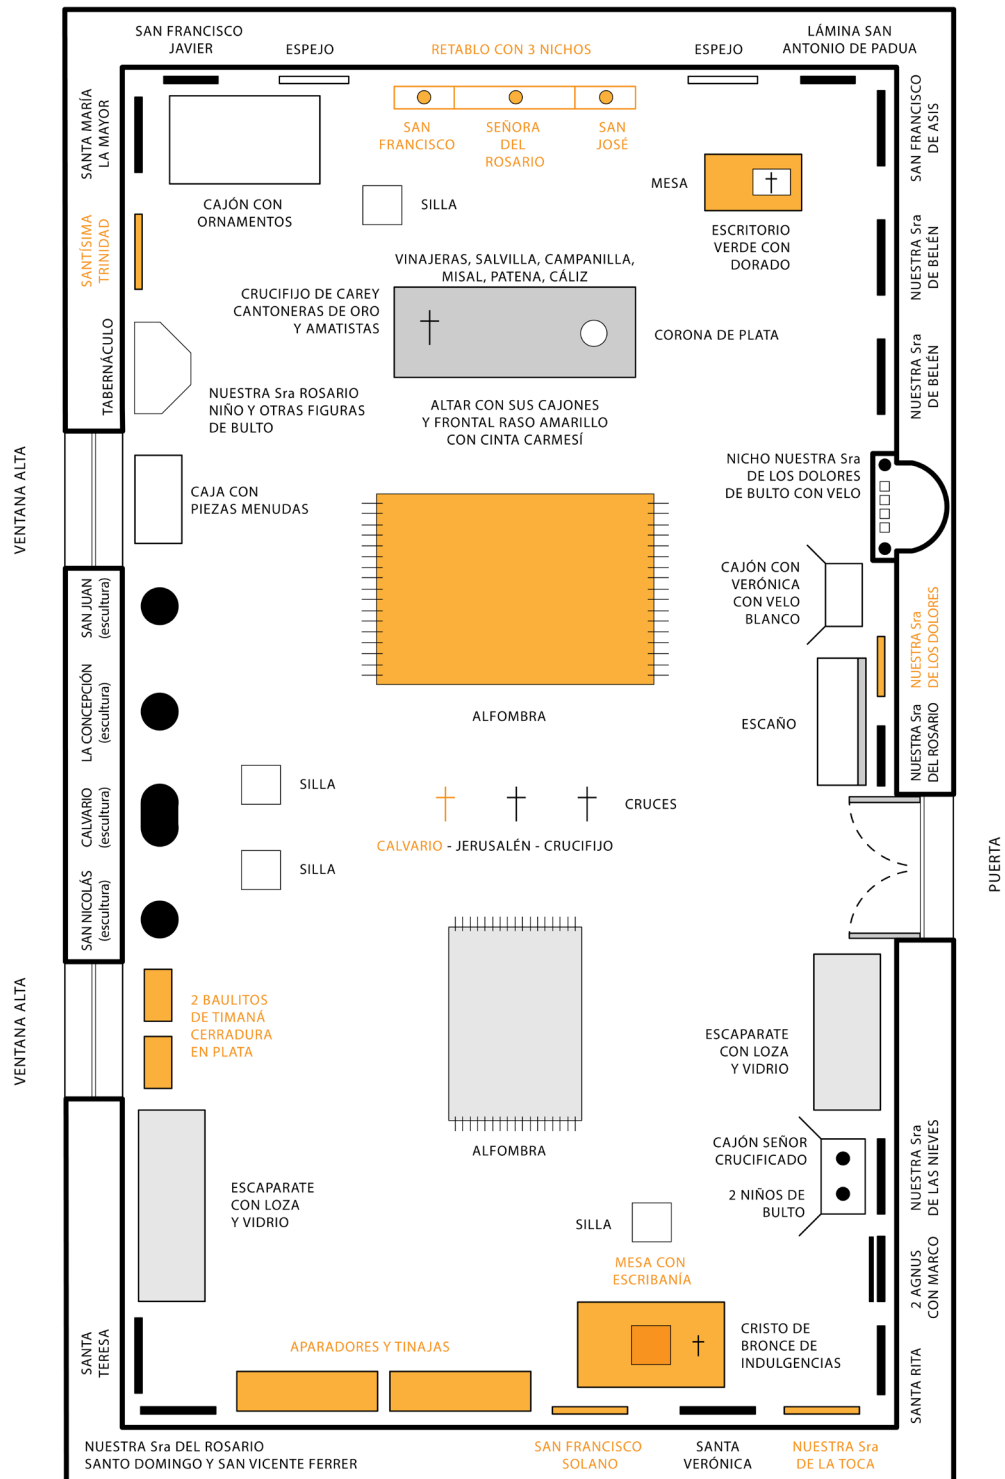 SAN FRANCISCO
JAVIER
ESPEJO
RETABLO CON 3 NICHOS
ESPEJO
LÁMINA SAN
ANTONIO DE PADUA
SANTA MARÍA
LA MAYOR
SAN FRANCISCO
DE ASIS
SAN
FRANCISCO
SEÑORA
DEL
ROSARIO
SAN
JOSÉ
MESA
CAJÓN CON
ORNAMENTOS
SILLA
ESCRITORIO
VERDE CON
DORADO
SANTÍSIMA
TRINIDAD
NUESTRA Sra
DE BELÉN
VINAJERAS, SALVILLA, CAMPANILLA,
MISAL, PATENA, CÁLIZ
CRUCIFIJO DE CAREY
CANTONERAS DE ORO
Y AMATISTAS
CORONA DE PLATA
TABERNÁCULO
NUESTRA Sra
DE BELÉN
NUESTRA Sra ROSARIO
NIÑO Y OTRAS FIGURAS
DE BULTO
ALTAR CON SUS CAJONES
Y FRONTAL RASO AMARILLO
CON CINTA CARMESÍ
VENTANA ALTA
CAJA CON
PIEZAS MENUDAS
NICHO NUESTRA Sra
DE LOS DOLORES
DE BULTO CON VELO
CAJÓN CON
VERÓNICA
CON VELO
BLANCO
SAN JUAN
(escultura)
NUESTRA Sra
DE LOS DOLORES
LA CONCEPCIÓN
(escultura)
ALFOMBRA
ESCAÑO
NUESTRA Sra
DEL ROSARIO
SILLA
CRUCES
CALVARIO
(escultura)
CALVARIO - JERUSALÉN - CRUCIFIJO
SILLA
PUERTA
SAN NICOLÁS
(escultura)
VENTANA ALTA
2 BAULITOS
DE TIMANÁ
CERRADURA
EN PLATA
ESCAPARATE
CON LOZA
Y VIDRIO
ALFOMBRA
CAJÓN SEÑOR
CRUCIFICADO
2 NIÑOS DE
BULTO
NUESTRA Sra
DE LAS NIEVES
ESCAPARATE
CON LOZA
Y VIDRIO
SILLA
MESA CON
ESCRIBANÍA
2 AGNUS
CON MARCO
CRISTO DE
BRONCE DE
INDULGENCIAS
SANTA
TERESA
APARADORES Y TINAJAS
SANTA RITA
NUESTRA Sra DEL ROSARIO
SANTO DOMINGO Y SAN VICENTE FERRER
SAN FRANCISCO
SOLANO
SANTA
VERÓNICA
NUESTRA Sra
DE LA TOCA